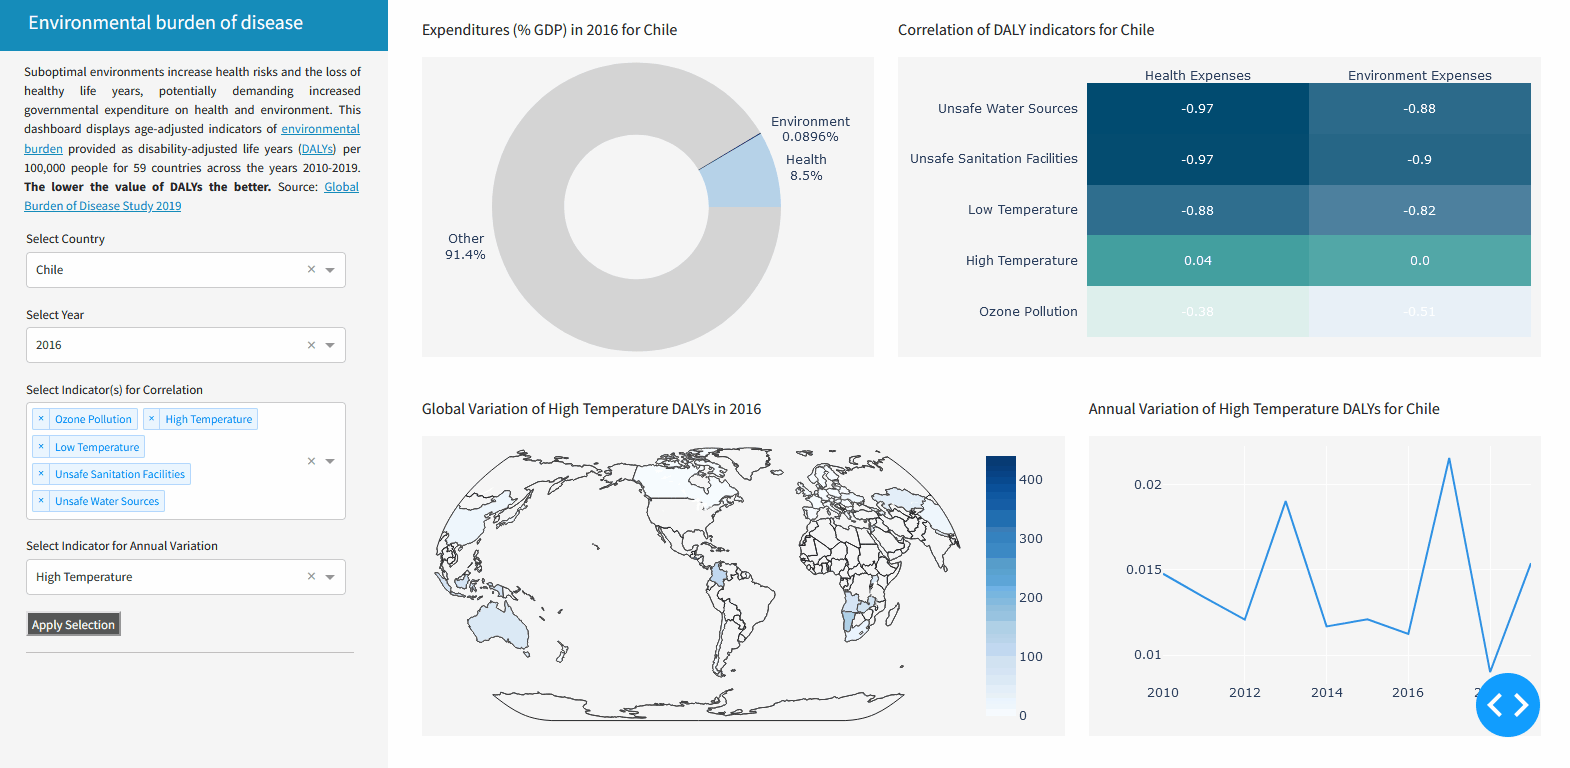 Environmental burden of disease
Suboptimal environments increase health risks and the loss of
healthy life years, potentially demanding increased
governmental expenditure on health and environment. This
dashboard displays age-adjusted indicators of environmental
burden provided as disability-adjusted life years (DALYs) per
100,000 people for 59 countries across the years 2010-2019.
The lower the value of DALYs the better. Source: Global
Burden of Disease Study 2019
Select Country
Chile
Select Year
2016
Select Indicator(s) for Correlation
× Ozone Pollution × High Temperature
× Low Temperature
× Unsafe Sanitation Facilities
× Unsafe Water Sources
Select Indicator for Annual Variation
High Temperature
Apply Selection
Expenditures (% GDP) in 2016 for Chile
Environment
0.0896%
Health
8.5%
Other
91.4%
Correlation of DALY indicators for Chile
Health Expenses Environment Expenses
Unsafe Water Sources -0.97 -0.88
Unsafe Sanitation Facilities -0.97 -0.9
Low Temperature -0.88 -0.82
High Temperature 0.04 0.0
Ozone Pollution -0.38 -0.51
Global Variation of High Temperature DALYs in 2016
400
300
200
100
0
Annual Variation of High Temperature DALYs for Chile
0.02
0.015
0.01
2010 2012 2014 2016